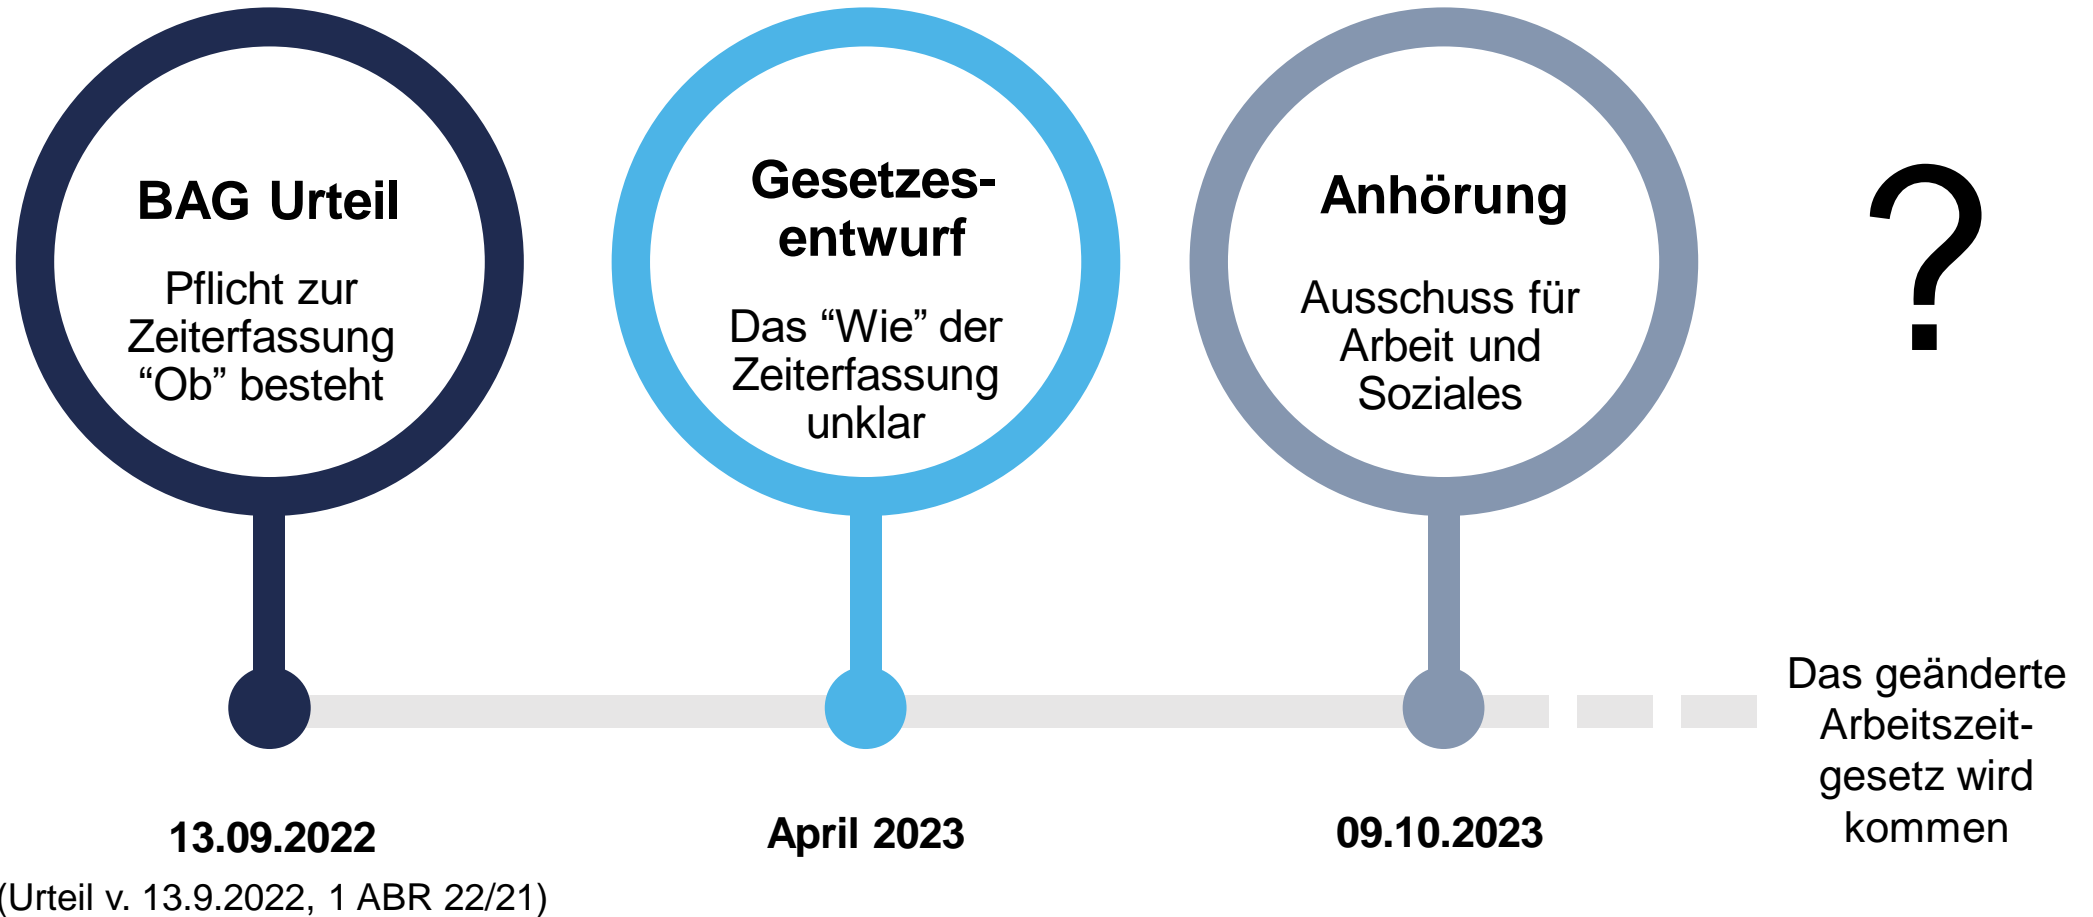 BAG Urteil
Pflicht zur
Zeiterfassung
“Ob” besteht
13.09.2022
(Urteil v. 13.9.2022, 1 ABR 22/21)
Gesetzes-
entwurf
Das “Wie” der
Zeiterfassung
unklar
April 2023
Anhörung
Ausschuss für
Arbeit und
Soziales
09.10.2023
?
Das geänderte
Arbeitszeit-
gesetz wird
kommen